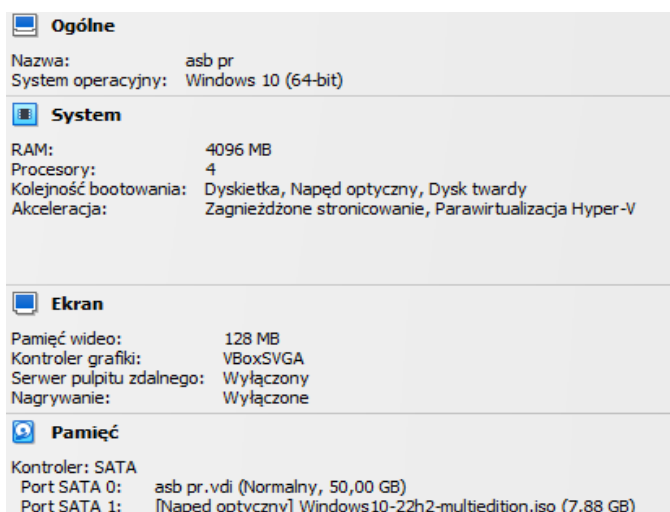 Ogólne
Nazwa: asb pr
System operacyjny: Windows 10 (64-bit)
System
RAM: 4096 MB
Procesory: 4
Kolejność bootowania: Dyskietka, Napęd optyczny, Dysk twardy
Akceleracja: Zagnieżdżone stronicowanie, Parawirtualizacja Hyper-V
Ekran
Pamięć wideo: 128 MB
Kontroler grafiki: VBoxSVGA
Serwer pulpitu zdalnego: Wyłączony
Nagrywanie: Wyłączone
Pamięć
Kontroler: SATA
Port SATA 0: asb pr.vdi (Normalny, 50,00 GB)
Port SATA 1: [Napęd optyczny] Windows10-22h2-multiedition.iso (7,88 GB)